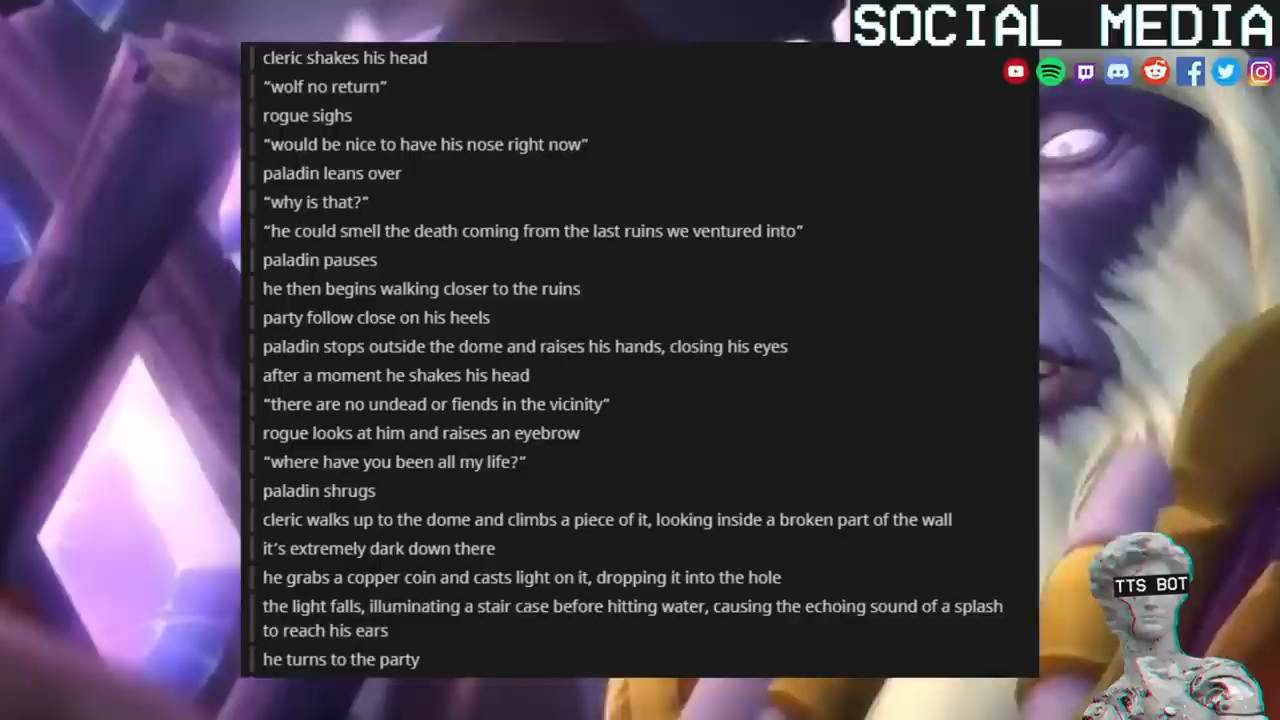 SOCIAL MEDIA
cleric shakes his head
“wolf no return”
rogue sighs
“would be nice to have his nose right now”
paladin leans over
“why is that?”
“he could smell the death coming from the last ruins we ventured into”
paladin pauses
he then begins walking closer to the ruins
party follow close on his heels
paladin stops outside the dome and raises his hands, closing his eyes
after a moment he shakes his head
“there are no undead or fiends in the vicinity”
rogue looks at him and raises an eyebrow
“where have you been all my life?”
paladin shrugs
cleric walks up to the dome and climbs a piece of it, looking inside a broken part of the wall
it’s extremely dark down there
he grabs a copper coin and casts light on it, dropping it into the hole
the light falls, illuminating a stair case before hitting water, causing the echoing sound of a splash
to reach his ears
he turns to the party
TTS BOT